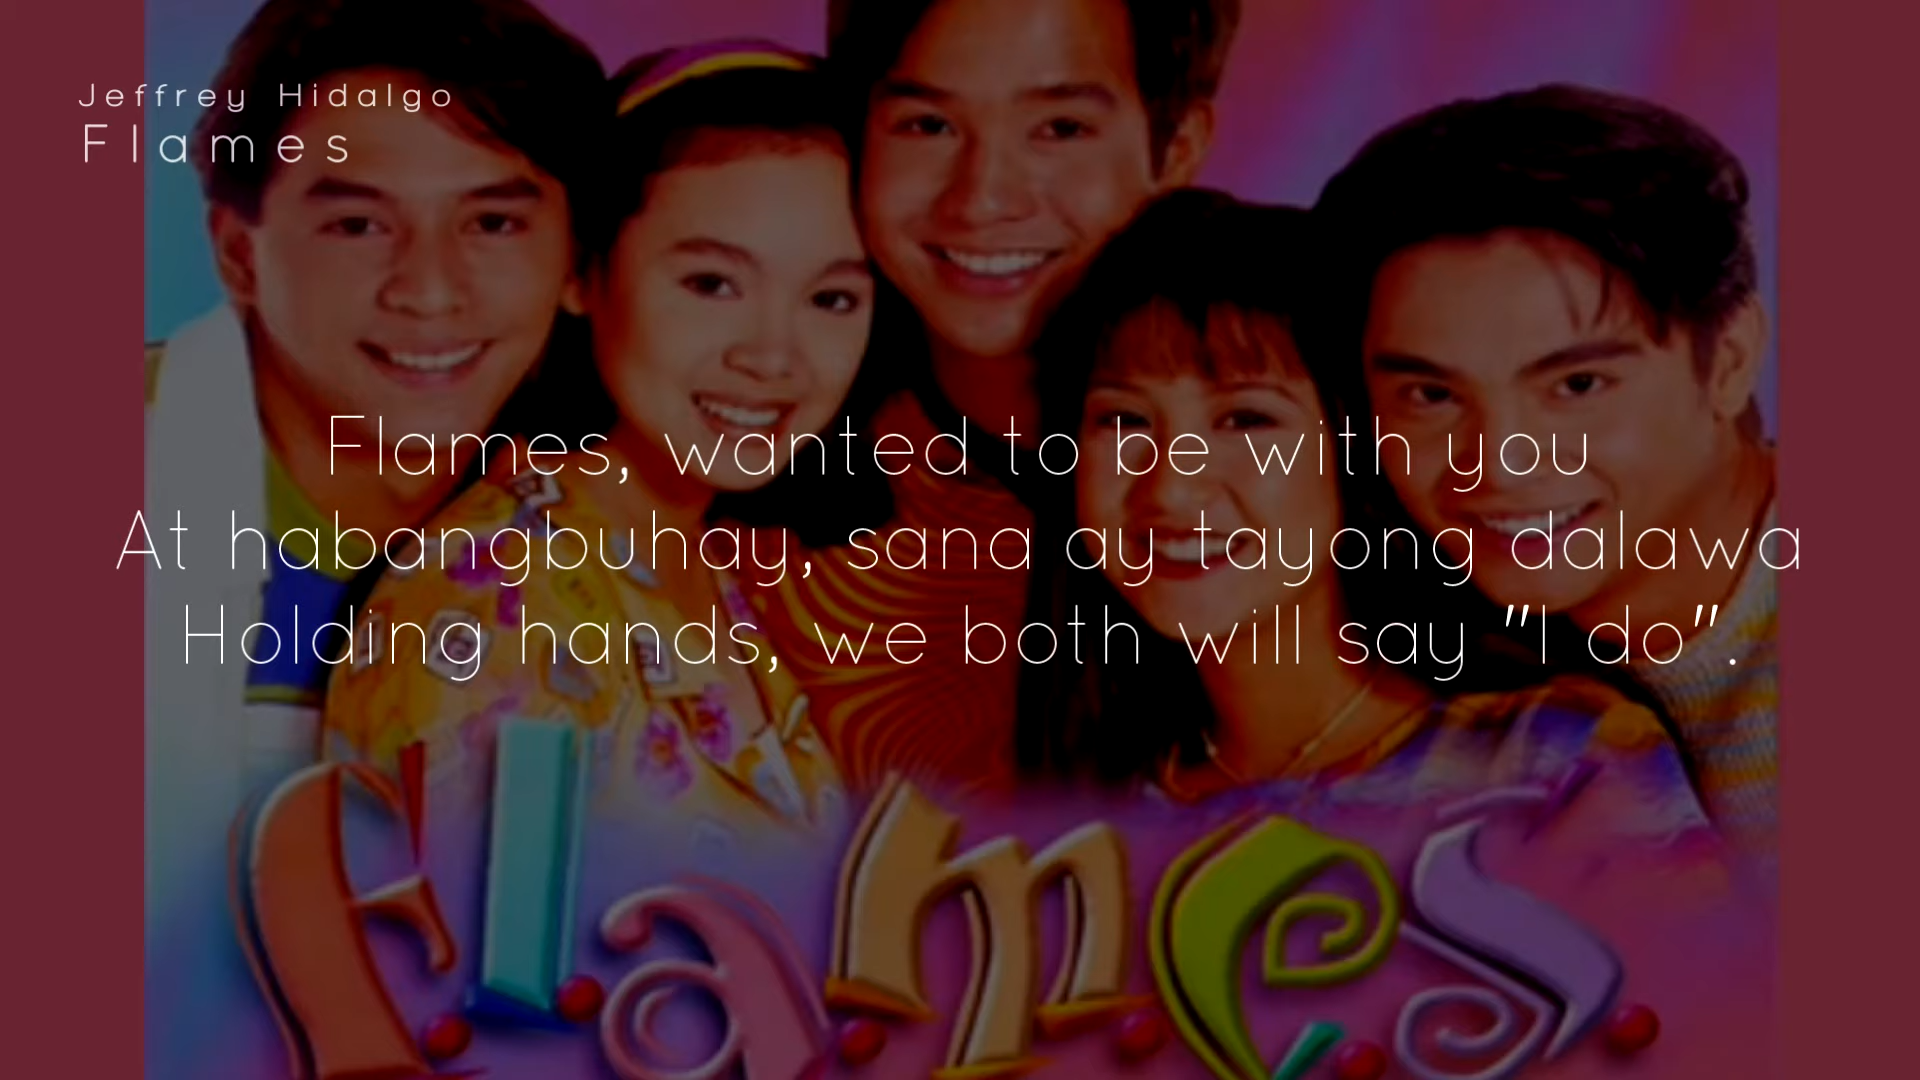 Jeffrey Hidalgo
Flames
Flames, wanted to be with you
At habangbuhay, sana ay tayong dalawa
Holding hands, we both will say "I do".
F.l.a.m.e.s.